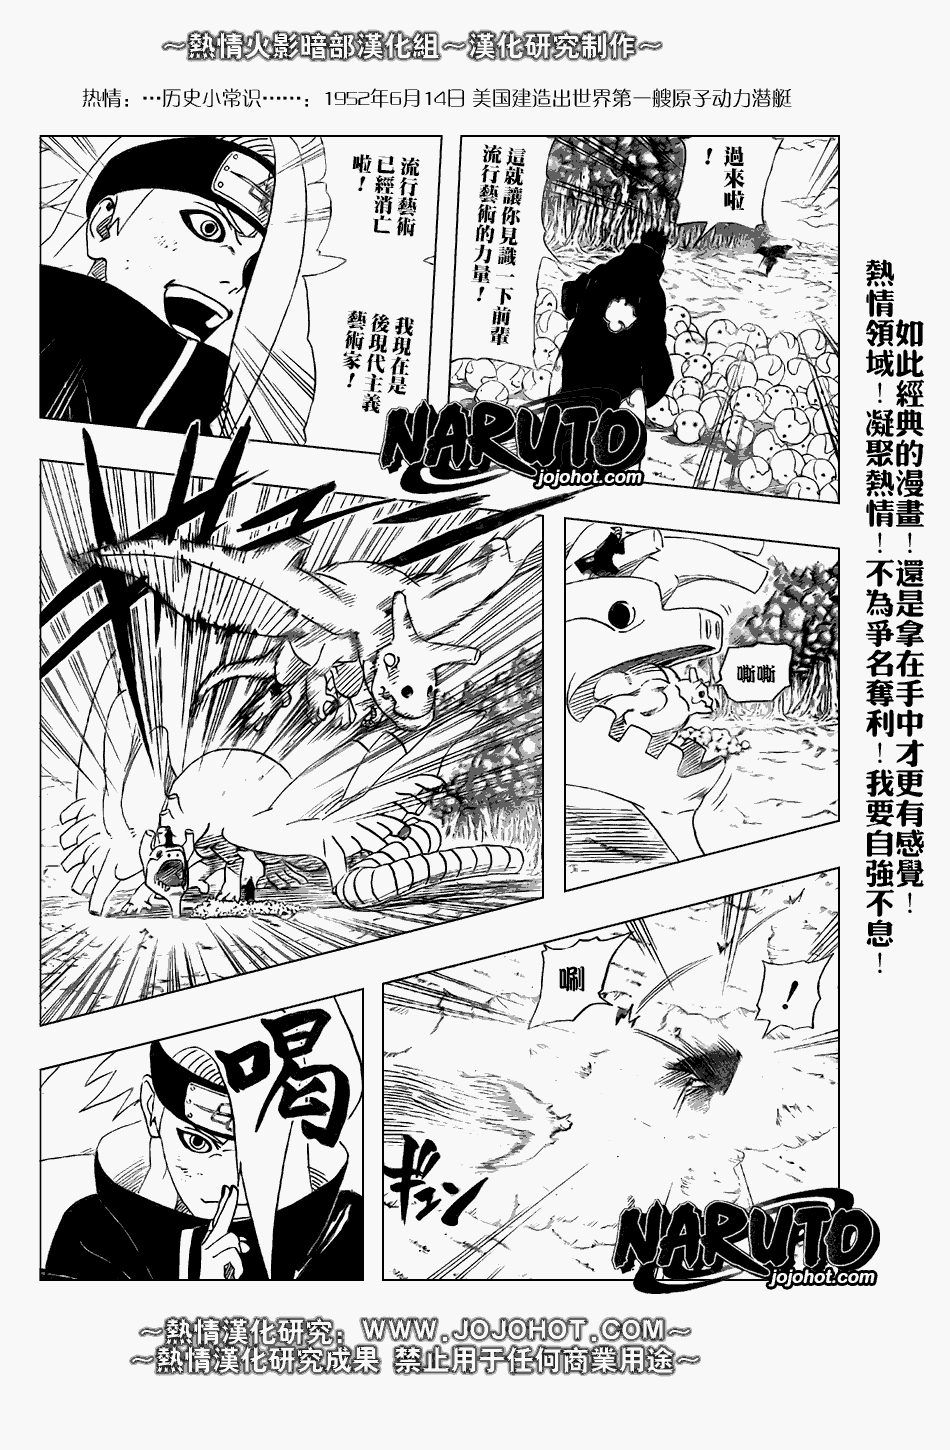 ～熱情火影暗部漢化組～漢化研究制作～
热情：…历史小常识……：1952年6月14日 美国建造出世界第一艘原子动力潜艇
過來啦
！
這就讓你見識一下前輩
流行藝術的力量！
流行藝術
已經消亡
啦！
我現在是
後現代主義
藝術家！
NARUTO
jojohot.com
如此經典的漫畫！還是拿在手中才更有感覺！
熱情領域！凝聚熱情！不為爭名奪利！我要自強不息！
嘶嘶
！
唰
ギュン
喝
NARUTO
jojohot.com
～熱情漢化研究：WWW.JOJOHOT.COM～
～熱情漢化研究成果 禁止用于任何商業用途～